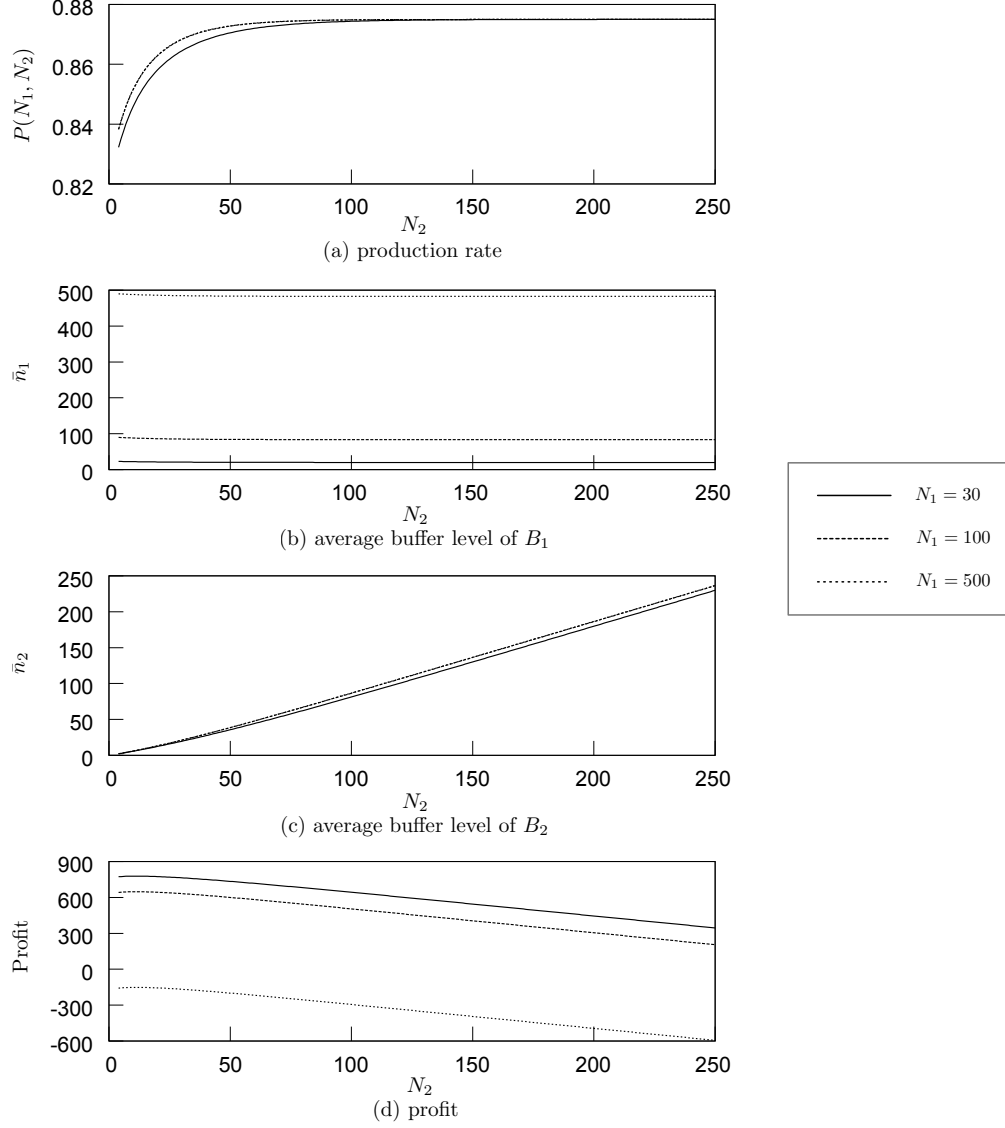 0.88
0.86
0.84
0.82
P(N₁, N₂)
0 50 100 150 200 250
N₂
(a) production rate
500
400
300
200
100
0
n̄₁
0 50 100 150 200 250
N₂
(b) average buffer level of B₁
N₁ = 30
N₁ = 100
N₁ = 500
250
200
150
100
50
0
n̄₂
0 50 100 150 200 250
N₂
(c) average buffer level of B₂
900
600
300
0
-300
-600
Profit
0 50 100 150 200 250
N₂
(d) profit